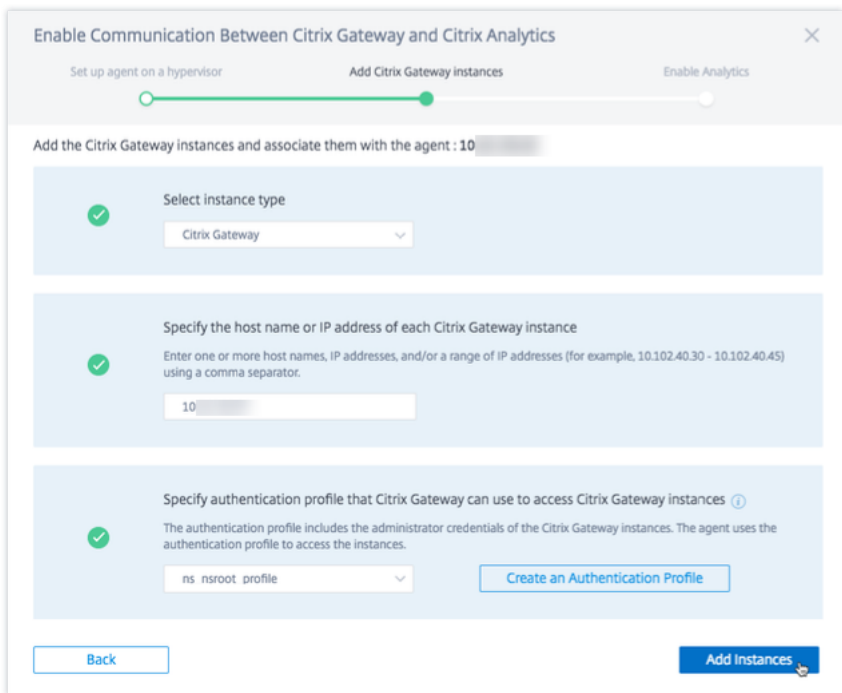 Enable Communication Between Citrix Gateway and Citrix Analytics
Set up agent on a hypervisor
Add Citrix Gateway instances
Enable Analytics
Add the Citrix Gateway instances and associate them with the agent : 10
Select instance type
Citrix Gateway
Specify the host name or IP address of each Citrix Gateway instance
Enter one or more host names, IP addresses, and/or a range of IP addresses (for example, 10.102.40.30 - 10.102.40.45)
using a comma separator.
10
Specify authentication profile that Citrix Gateway can use to access Citrix Gateway instances
The authentication profile includes the administrator credentials of the Citrix Gateway instances. The agent uses the
authentication profile to access the instances.
ns_nsroot_profile
Create an Authentication Profile
Back
Add Instances